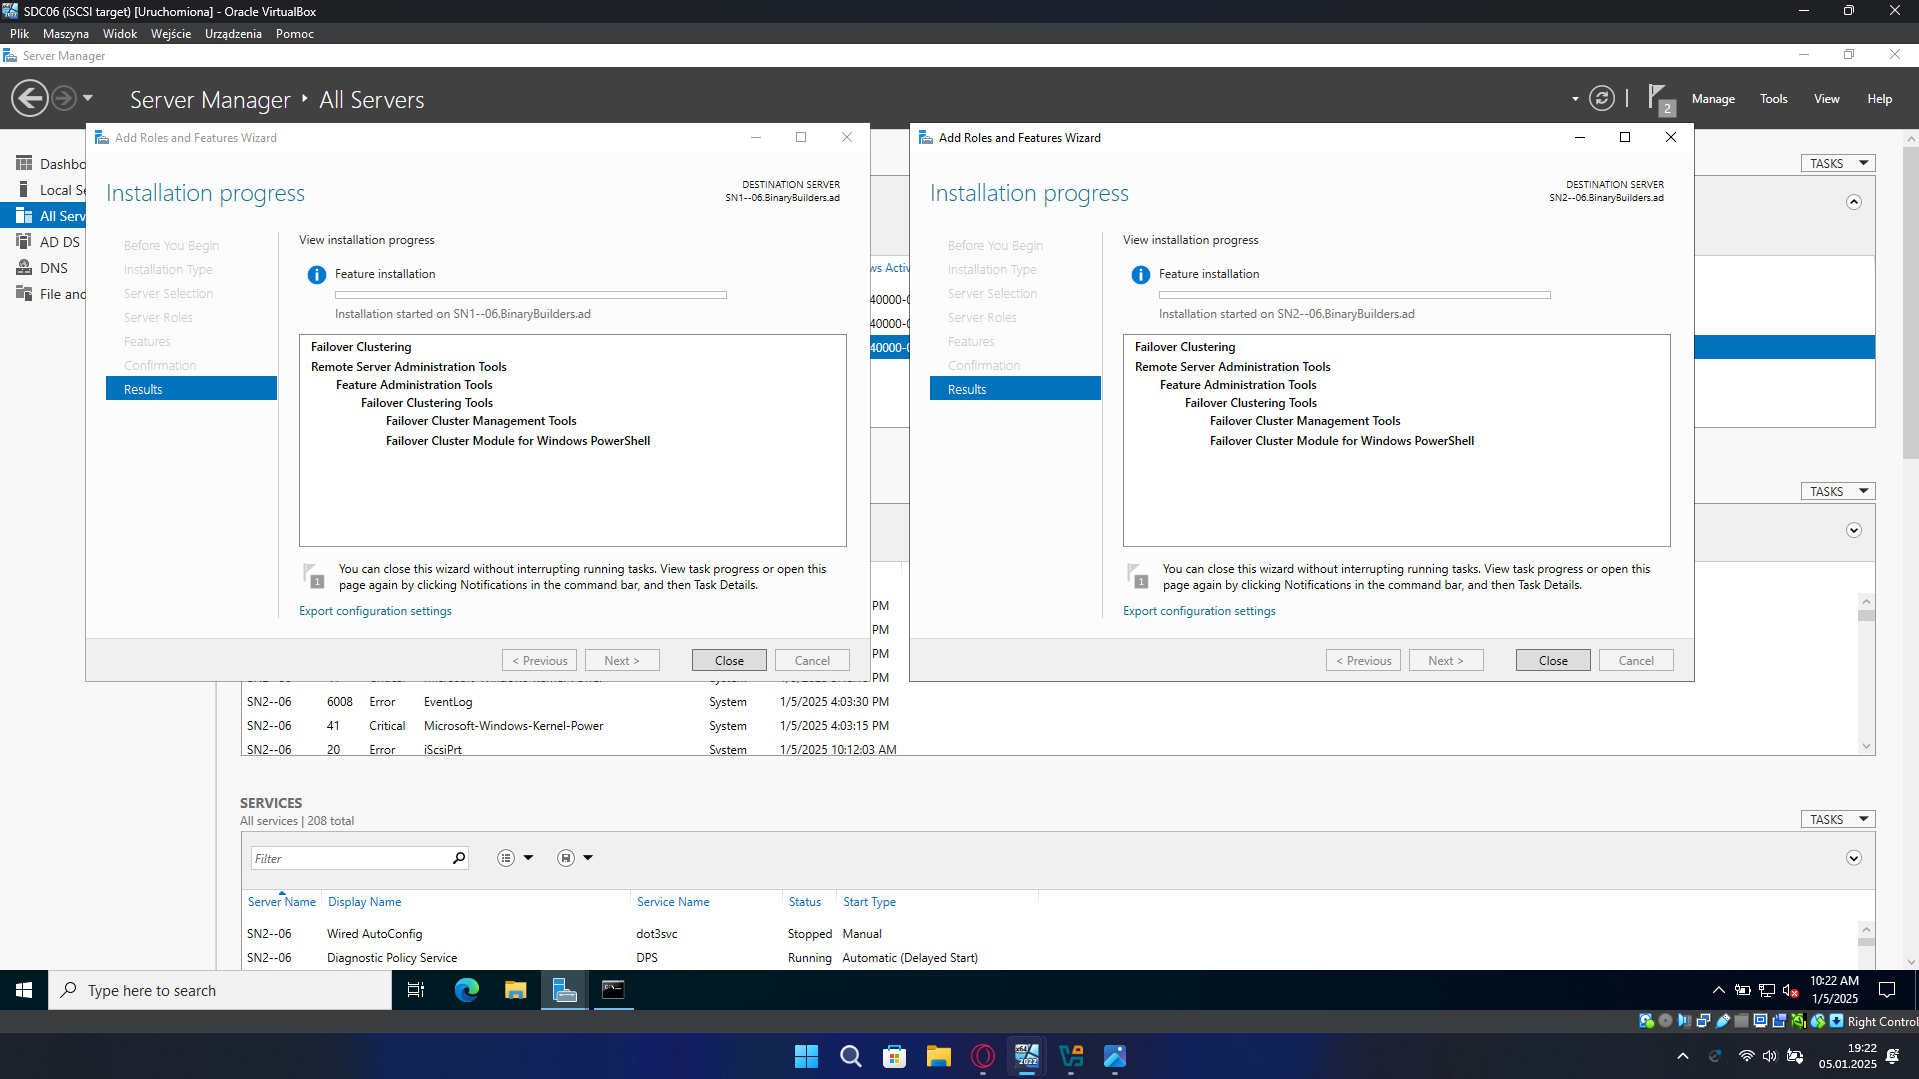 SDC06 (iSCSI target) [Uruchomiona] - Oracle VirtualBox
Plik Maszyna Widok Wejście Urządzenia Pomoc
Server Manager
Server Manager ‣ All Servers
2 Manage Tools View Help
Dashbo
Local Se
All Serv
AD DS
DNS
File and
Add Roles and Features Wizard
Installation progress
DESTINATION SERVER
SN1--06.BinaryBuilders.ad
Before You Begin
Installation Type
Server Selection
Server Roles
Features
Confirmation
Results
View installation progress
Feature installation
Installation started on SN1--06.BinaryBuilders.ad
Failover Clustering
Remote Server Administration Tools
Feature Administration Tools
Failover Clustering Tools
Failover Cluster Management Tools
Failover Cluster Module for Windows PowerShell
1
You can close this wizard without interrupting running tasks. View task progress or open this
page again by clicking Notifications in the command bar, and then Task Details.
Export configuration settings
< Previous Next > Close Cancel
ws Activ
40000-0
40000-0
40000-0
PM
PM
PM
PM
Add Roles and Features Wizard
Installation progress
DESTINATION SERVER
SN2--06.BinaryBuilders.ad
Before You Begin
Installation Type
Server Selection
Server Roles
Features
Confirmation
Results
View installation progress
Feature installation
Installation started on SN2--06.BinaryBuilders.ad
Failover Clustering
Remote Server Administration Tools
Feature Administration Tools
Failover Clustering Tools
Failover Cluster Management Tools
Failover Cluster Module for Windows PowerShell
1
You can close this wizard without interrupting running tasks. View task progress or open this
page again by clicking Notifications in the command bar, and then Task Details.
Export configuration settings
< Previous Next > Close Cancel
TASKS
TASKS
SN2--06 6008 Error EventLog System 1/5/2025 4:03:30 PM
SN2--06 41 Critical Microsoft-Windows-Kernel-Power System 1/5/2025 4:03:15 PM
SN2--06 20 Error iScsiPrt System 1/5/2025 10:12:03 AM
SERVICES
All services | 208 total
TASKS
Filter
Server Name Display Name Service Name Status Start Type
SN2--06 Wired AutoConfig dot3svc Stopped Manual
SN2--06 Diagnostic Policy Service DPS Running Automatic (Delayed Start)
Type here to search
10:22 AM
1/5/2025
Right Control
19:22
05.01.2025